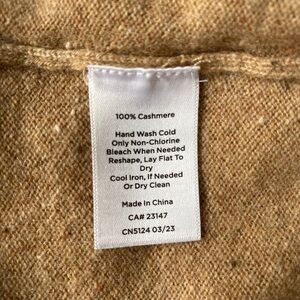 100% Cashmere
Hand Wash Cold
Only Non-Chlorine
Bleach When Needed
Reshape, Lay Flat To
Dry
Cool Iron, If Needed
Or Dry Clean
Made In China
CA# 23147
CN5124 03/23